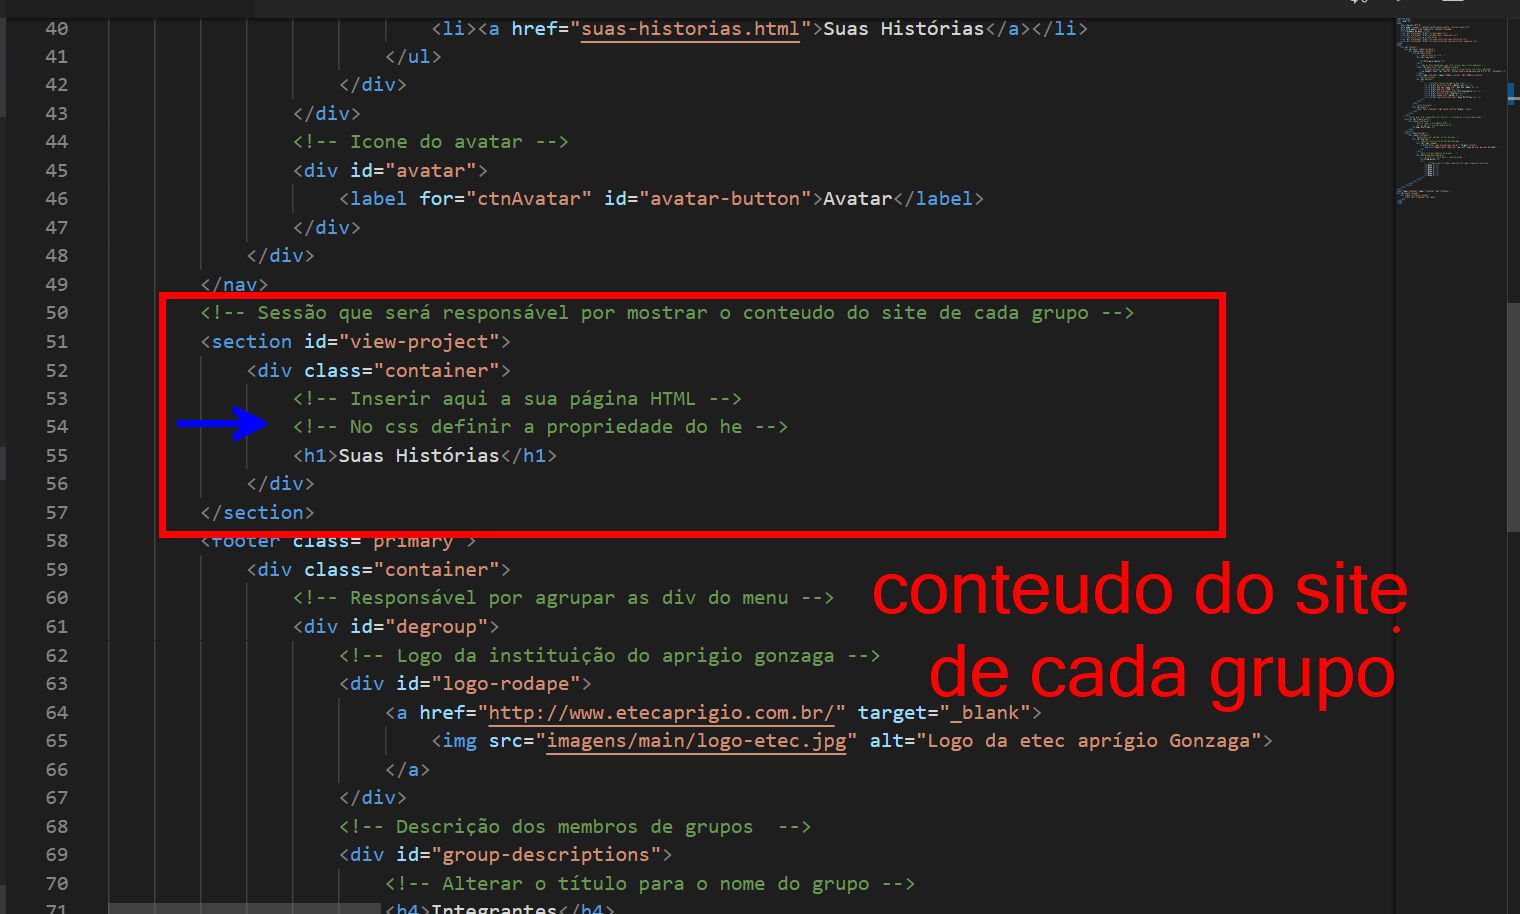 40 <li><a href="suas-historias.html">Suas Histórias</a></li>
41 </ul>
42 </div>
43 </div>
44 <!-- Icone do avatar -->
45 <div id="avatar">
46 <label for="ctnAvatar" id="avatar-button">Avatar</label>
47 </div>
48 </div>
49 </nav>
50 <!-- Sessão que será responsável por mostrar o conteudo do site de cada grupo -->
51 <section id="view-project">
52 <div class="container">
53 <!-- Inserir aqui a sua página HTML -->
54 <!-- No css definir a propriedade do he -->
55 <h1>Suas Histórias</h1>
56 </div>
57 </section>
58 <footer class="primary">
59 <div class="container">
60 <!-- Responsável por agrupar as div do menu -->
61 <div id="degroup">
62 <!-- Logo da instituição do aprigio gonzaga -->
63 <div id="logo-rodape">
64 <a href="http://www.etecaprigio.com.br/" target="_blank">
65 <img src="imagens/main/logo-etec.jpg" alt="Logo da etec aprígio Gonzaga">
66 </a>
67 </div>
68 <!-- Descrição dos membros de grupos  -->
69 <div id="group-descriptions">
70 <!-- Alterar o título para o nome do grupo -->
71 <h4>Integrantes</h4>
conteudo do site
de cada grupo